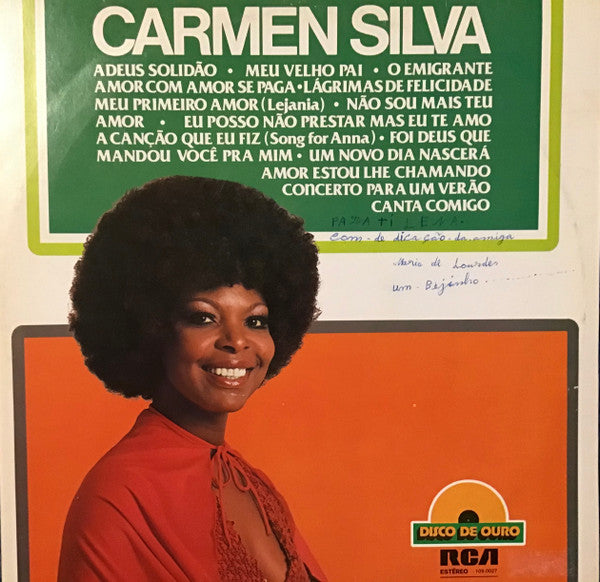 CARMEN SILVA
ADEUS SOLIDÃO • MEU VELHO PAI • O EMIGRANTE
AMOR COM AMOR SE PAGA • LÁGRIMAS DE FELICIDADE
MEU PRIMEIRO AMOR (Lejania) • NÃO SOU MAIS TEU
AMOR • EU POSSO NÃO PRESTAR MAS EU TE AMO
A CANÇÃO QUE EU FIZ (Song for Anna) • FOI DEUS QUE
MANDOU VOCÊ PRA MIM • UM NOVO DIA NASCERÁ
AMOR ESTOU LHE CHAMANDO
CONCERTO PARA UM VERÃO
CANTA COMIGO
PARA TI LENA.
Com-de dicação-da-amiga
Maria de Lourdes
um Beijinho
DISCO DE OURO
RCA
ESTÉREO 109.0027